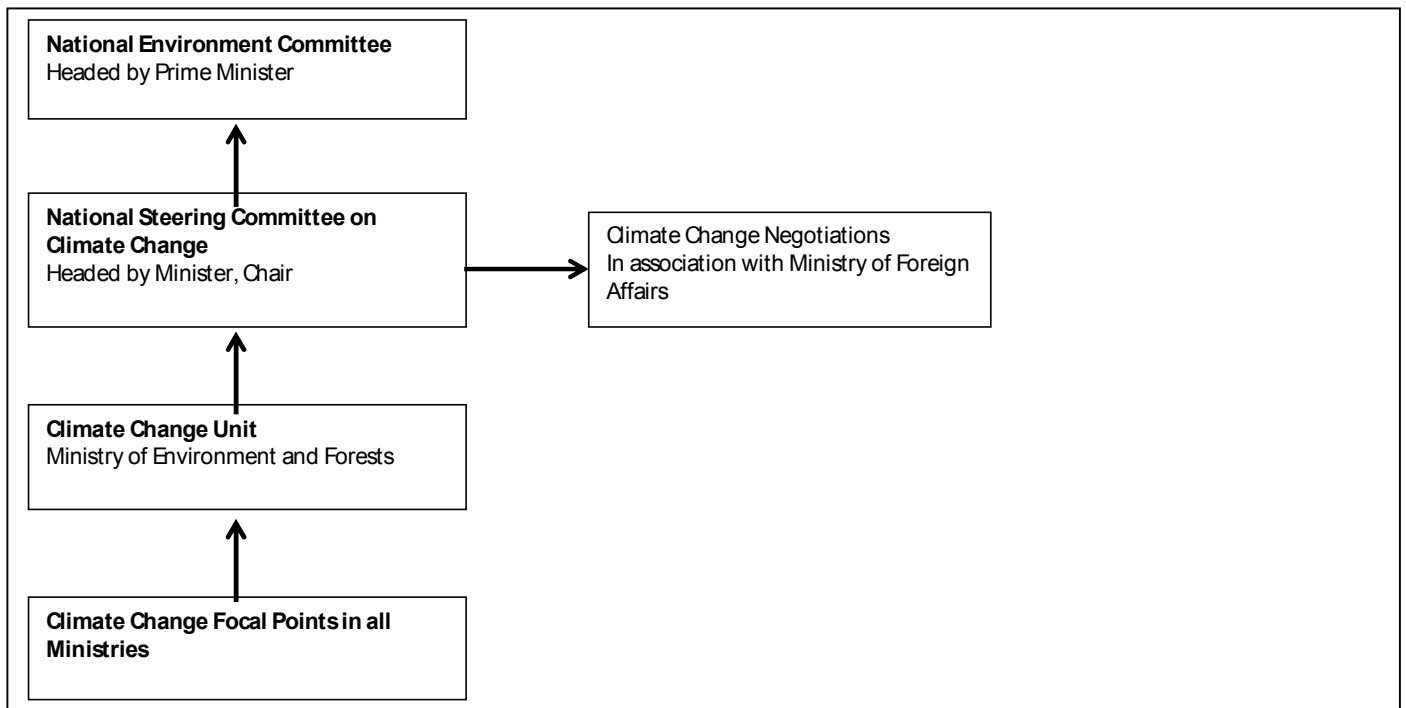 National Environment Committee
Headed by Prime Minister
National Steering Committee on
Climate Change
Headed by Minister, Chair
Climate Change Negotiations
In association with Ministry of Foreign
Affairs
Climate Change Unit
Ministry of Environment and Forests
Climate Change Focal Points in all
Ministries